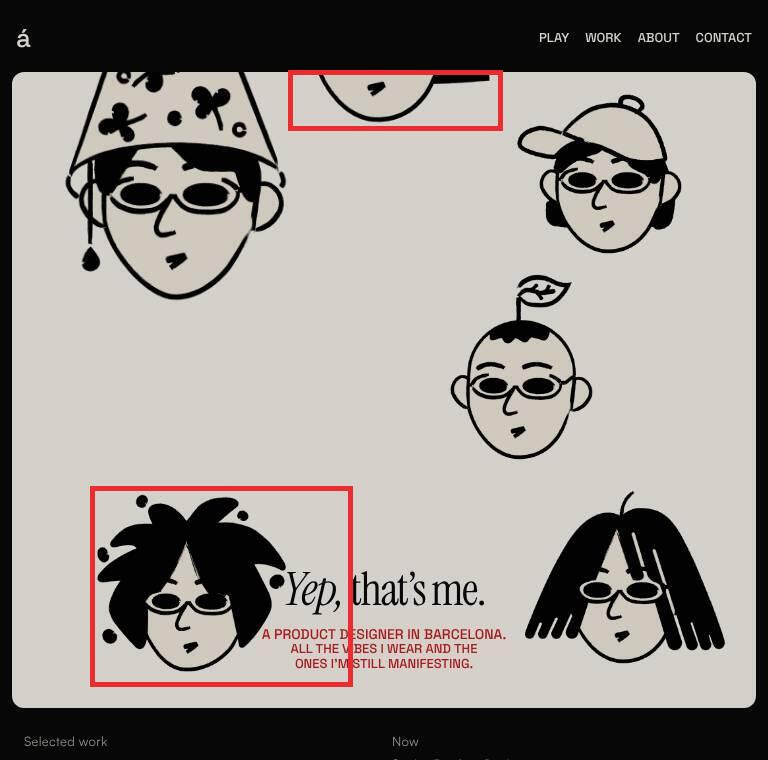 á
PLAY WORK ABOUT CONTACT
Yep, that's me.
A PRODUCT DESIGNER IN BARCELONA.
ALL THE VIBES I WEAR AND THE
ONES I'M STILL MANIFESTING.
Selected work
Now